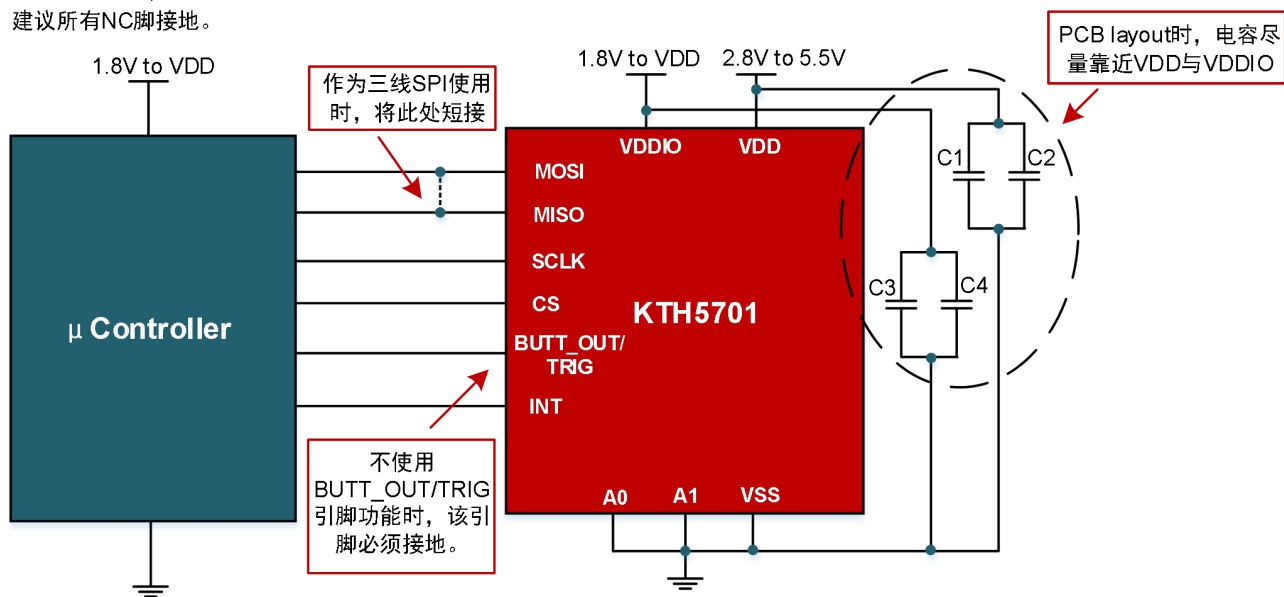 建议所有NC脚接地。
1.8V to VDD
作为三线SPI使用
时，将此处短接
1.8V to VDD
2.8V to 5.5V
PCB layout时，电容尽
量靠近VDD与VDDIO
VDDIO
VDD
MOSI
MISO
SCLK
CS
BUTT_OUT/
TRIG
INT
μ Controller
KTH5701
C1
C2
C3
C4
不使用
BUTT_OUT/TRIG
引脚功能时，该引
脚必须接地。
A0
A1
VSS